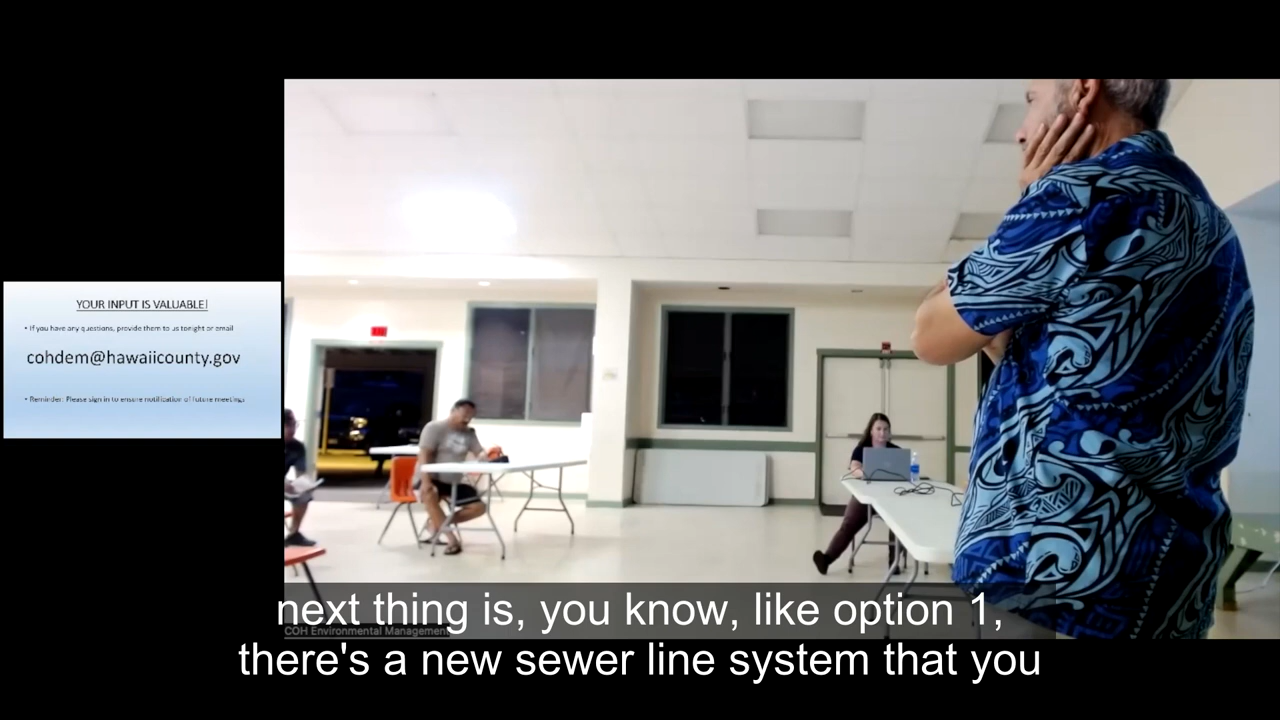 YOUR INPUT IS VALUABLE!
• If you have any questions, provide them to us tonight or email
cohdem@hawaiicounty.gov
• Reminder: Please sign in to ensure notification of future meetings
COH Environmental Management
next thing is, you know, like option 1,
there's a new sewer line system that you